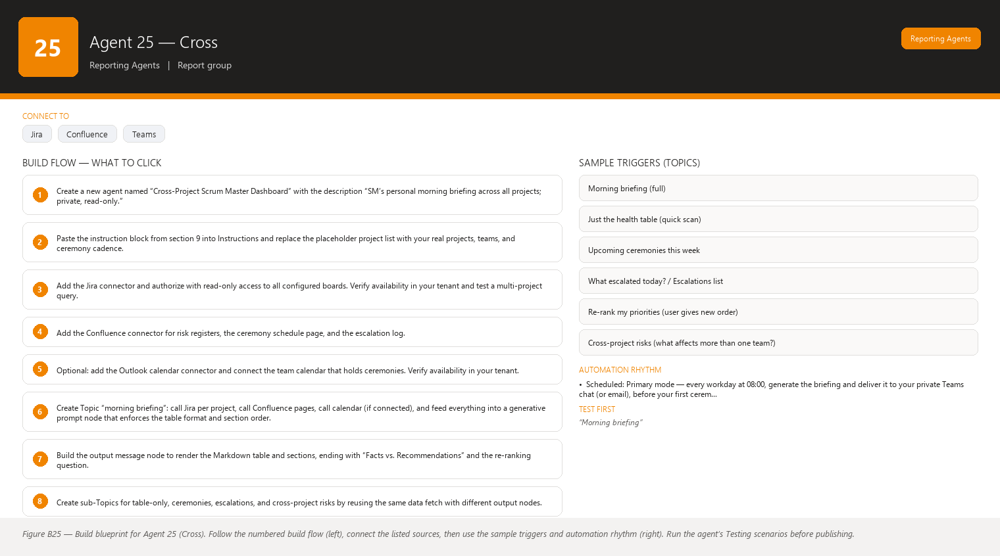 25
Agent 25 — Cross
Reporting Agents | Report group
Reporting Agents
CONNECT TO
Jira
Confluence
Teams
BUILD FLOW — WHAT TO CLICK
1
Create a new agent named “Cross-Project Scrum Master Dashboard” with the description “SM’s personal morning briefing across all projects;
private, read-only.”
2
Paste the instruction block from section 9 into Instructions and replace the placeholder project list with your real projects, teams, and
ceremony cadence.
3
Add the Jira connector and authorize with read-only access to all configured boards. Verify availability in your tenant and test a multi-project
query.
4
Add the Confluence connector for risk registers, the ceremony schedule page, and the escalation log.
5
Optional: add the Outlook calendar connector and connect the team calendar that holds ceremonies. Verify availability in your tenant.
6
Create Topic “morning briefing”: call Jira per project, call Confluence pages, call calendar (if connected), and feed everything into a generative
prompt node that enforces the table format and section order.
7
Build the output message node to render the Markdown table and sections, ending with “Facts vs. Recommendations” and the re-ranking
question.
8
Create sub-Topics for table-only, ceremonies, escalations, and cross-project risks by reusing the same data fetch with different output nodes.
SAMPLE TRIGGERS (TOPICS)
Morning briefing (full)
Just the health table (quick scan)
Upcoming ceremonies this week
What escalated today? / Escalations list
Re-rank my priorities (user gives new order)
Cross-project risks (what affects more than one team?)
AUTOMATION RHYTHM
• Scheduled: Primary mode — every workday at 08:00, generate the briefing and deliver it to your private Teams
chat (or email), before your first cerem...
TEST FIRST
“Morning briefing”
Figure B25 — Build blueprint for Agent 25 (Cross). Follow the numbered build flow (left), connect the listed sources, then use the sample triggers and automation rhythm (right). Run the agent's Testing scenarios before publishing.